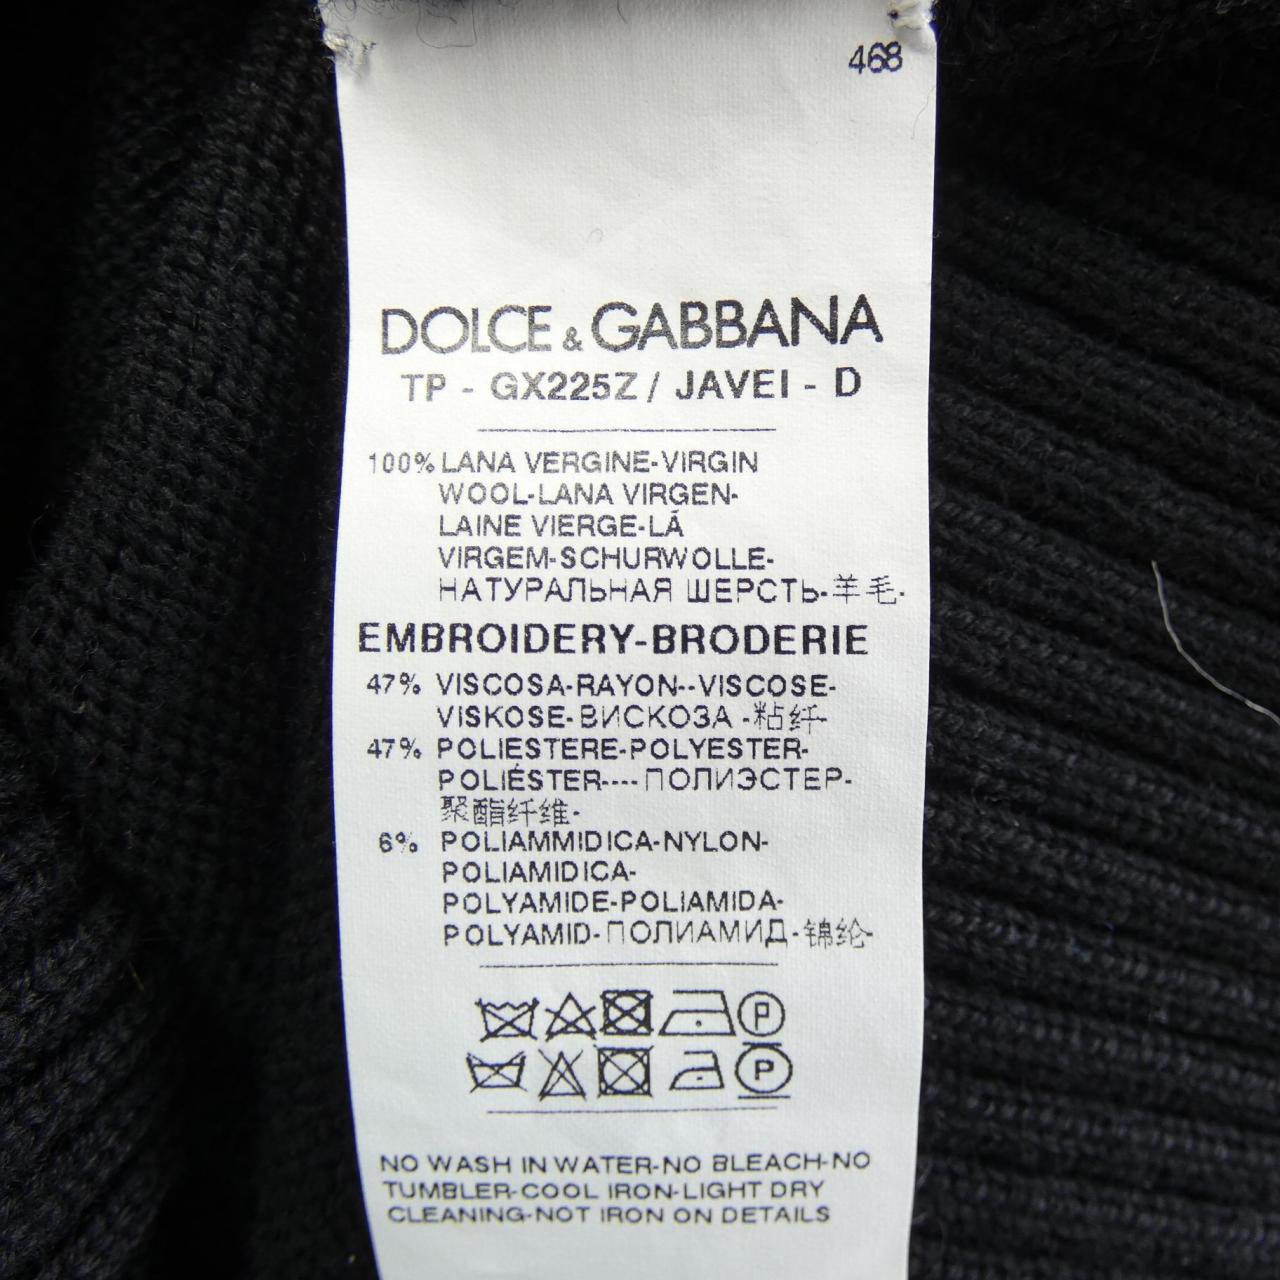 468
DOLCE & GABBANA
TP - GX225Z / JAVEI - D
100% LANA VERGINE-VIRGIN
WOOL-LANA VIRGEN-
LAINE VIERGE-LÃ
VIRGEM-SCHURWOLLE-
НАТУРАЛЬНАЯ ШЕРСТЬ-羊毛-
EMBROIDERY-BRODERIE
47% VISCOSA-RAYON--VISCOSE-
VISKOSE-ВИСКОЗА -粘纤-
47% POLIESTERE-POLYESTER-
POLIÉSTER----ПОЛИЭСТЕР-
聚酯纤维-
6% POLIAMMIDICA-NYLON-
POLIAMIDICA-
POLYAMIDE-POLIAMIDA-
POLYAMID-ПОЛИАМИД-锦纶-
P
P
NO WASH IN WATER-NO BLEACH-NO
TUMBLER-COOL IRON-LIGHT DRY
CLEANING-NOT IRON ON DETAILS